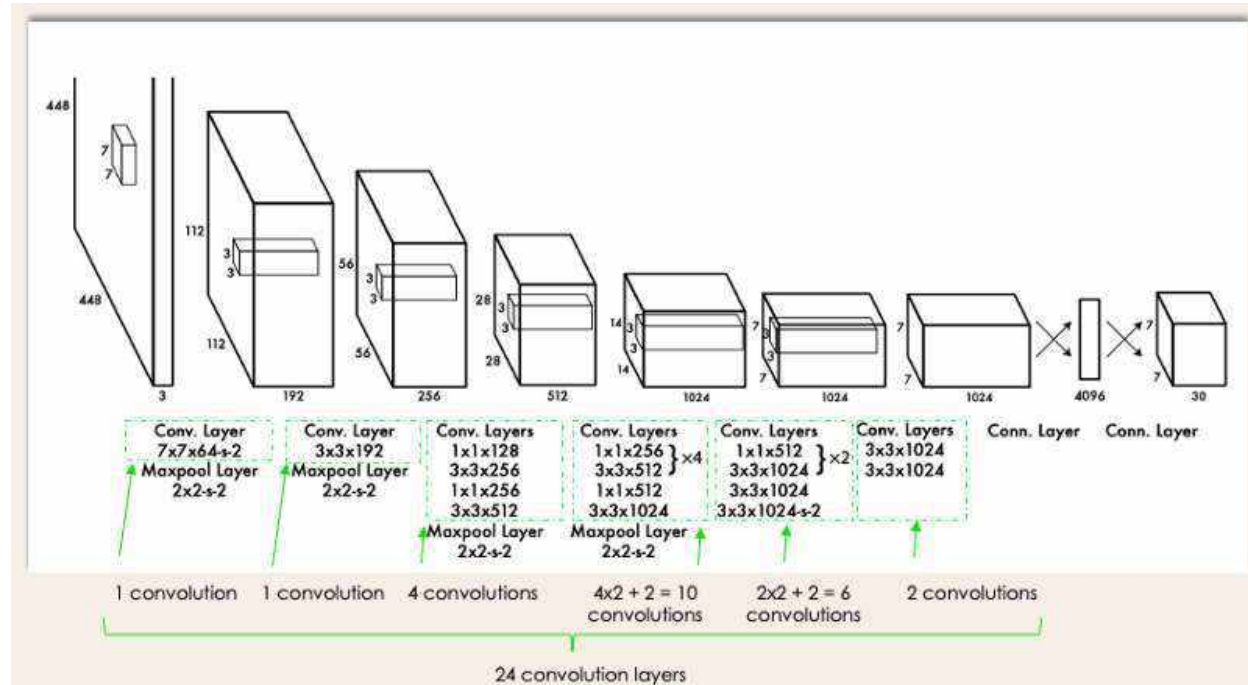 448
7
7
448
3
112
3
3
112
192
56
3
3
56
256
28
3
3
28
512
14
3
3
14
1024
7
3
3
7
1024
7
7
1024
4096
7
7
30
Conv. Layer
7x7x64-s-2
Maxpool Layer
2x2-s-2
Conv. Layer
3x3x192
Maxpool Layer
2x2-s-2
Conv. Layers
1x1x128
3x3x256
1x1x256
3x3x512
Maxpool Layer
2x2-s-2
Conv. Layers
1x1x256
3x3x512
}×4
1x1x512
3x3x1024
Maxpool Layer
2x2-s-2
Conv. Layers
1x1x512
3x3x1024
}×2
3x3x1024
3x3x1024-s-2
Conv. Layers
3x3x1024
3x3x1024
Conn. Layer
Conn. Layer
1 convolution
1 convolution
4 convolutions
4x2 + 2 = 10
convolutions
2x2 + 2 = 6
convolutions
2 convolutions
24 convolution layers